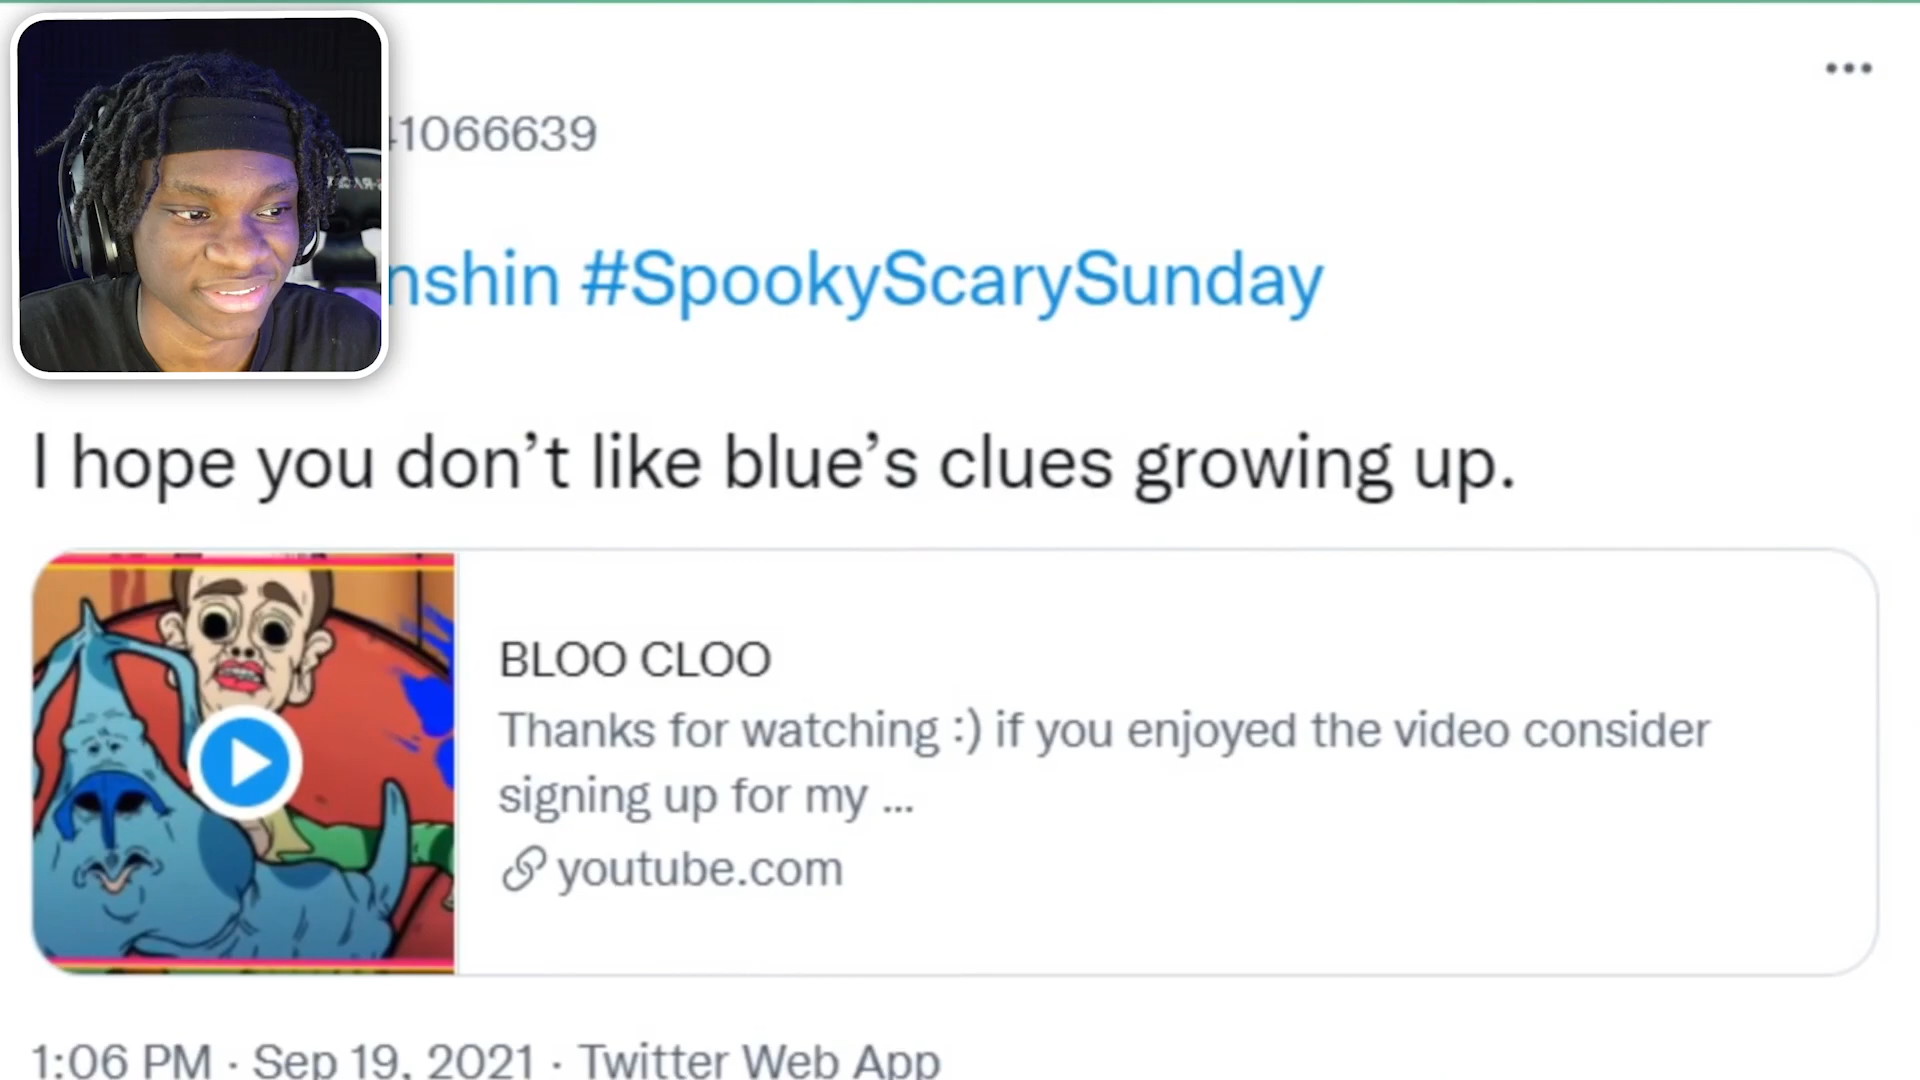 41066639
nshin #SpookyScarySunday
I hope you don’t like blue’s clues growing up.
BLOO CLOO
Thanks for watching :) if you enjoyed the video consider
signing up for my ...
youtube.com
1:06 PM · Sep 19, 2021 · Twitter Web App